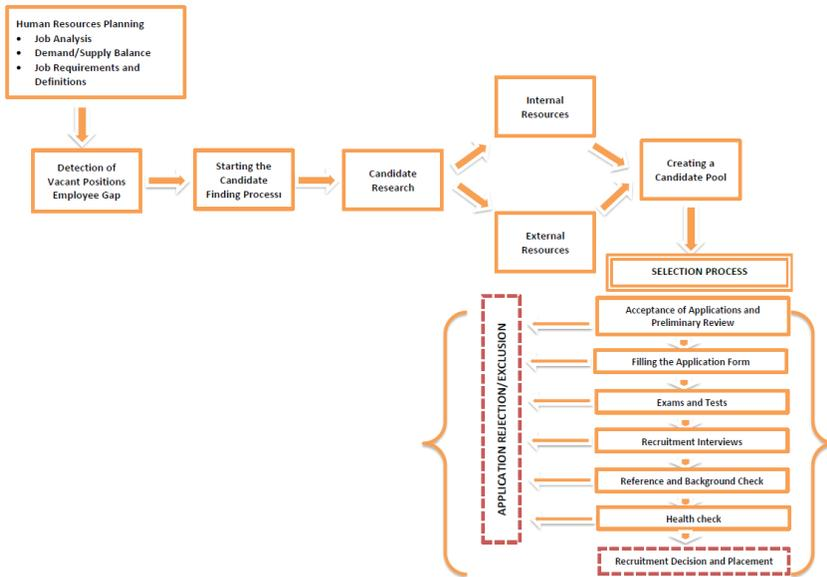 Human Resources Planning
• Job Analysis
• Demand/Supply Balance
• Job Requirements and
Definitions
Detection of
Vacant Positions
Employee Gap
Starting the
Candidate
Finding Process
Candidate
Research
Internal
Resources
External
Resources
Creating a
Candidate Pool
SELECTION PROCESS
Acceptance of Applications and
Preliminary Review
Filling the Application Form
Exams and Tests
Recruitment Interviews
Reference and Background Check
Health check
Recruitment Decision and Placement
APPLICATION REJECTION/EXCLUSION